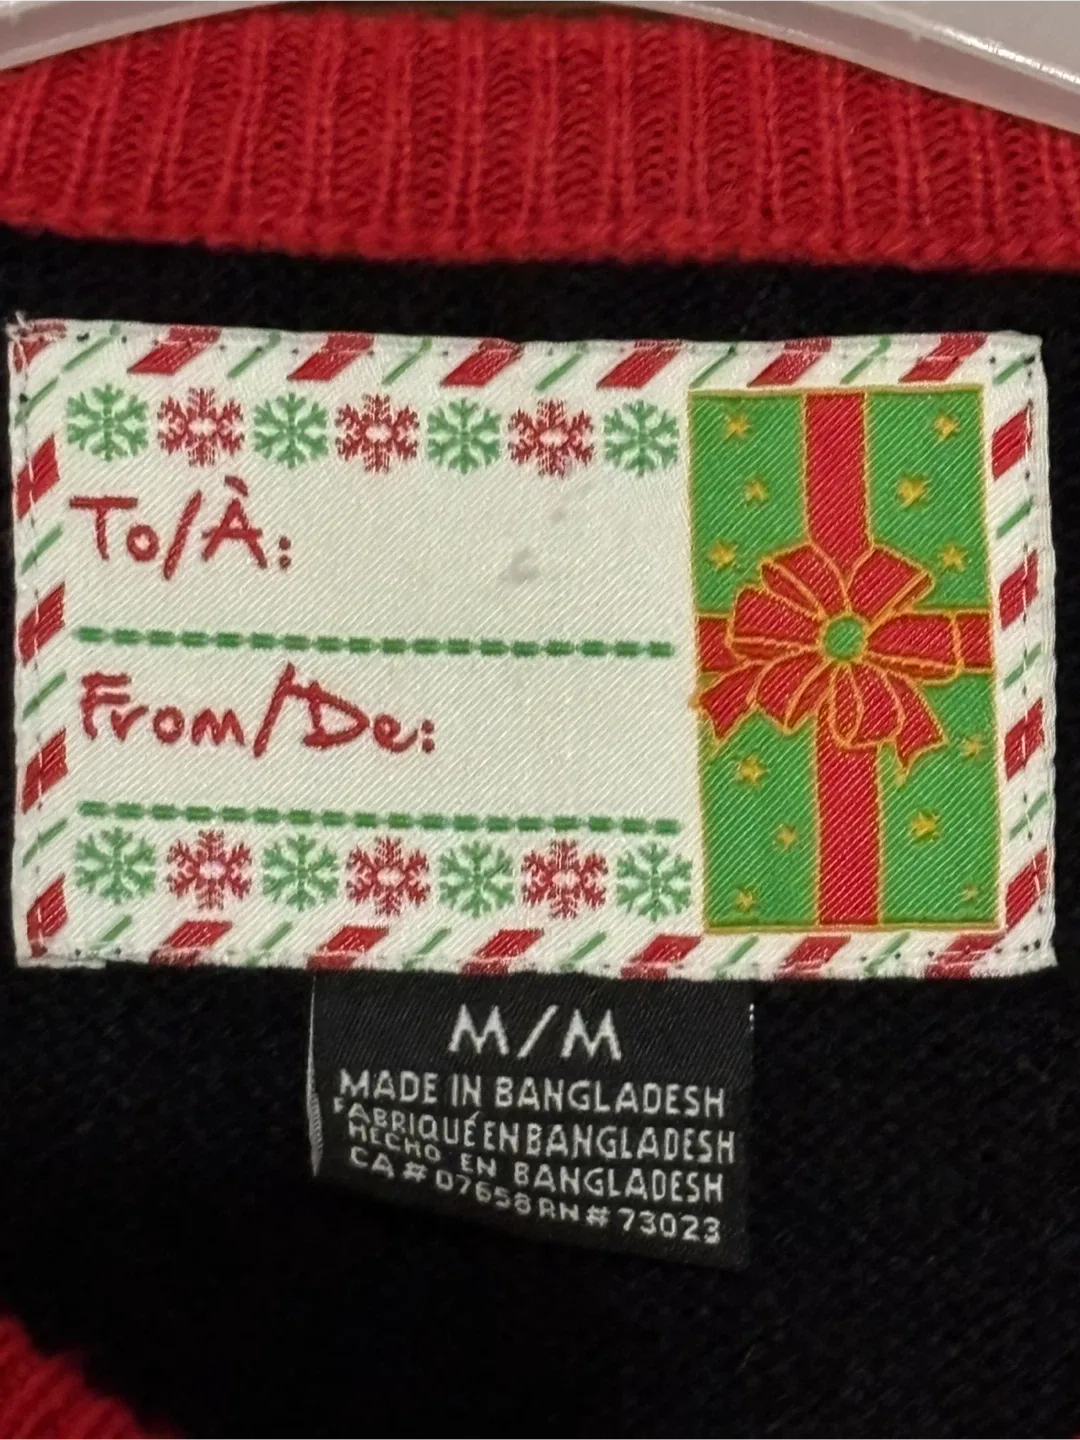 To/À:
From/De:
M/M
MADE IN BANGLADESH
FABRIQUÉ EN BANGLADESH
HECHO EN BANGLADESH
CA # 07658 RN # 73023